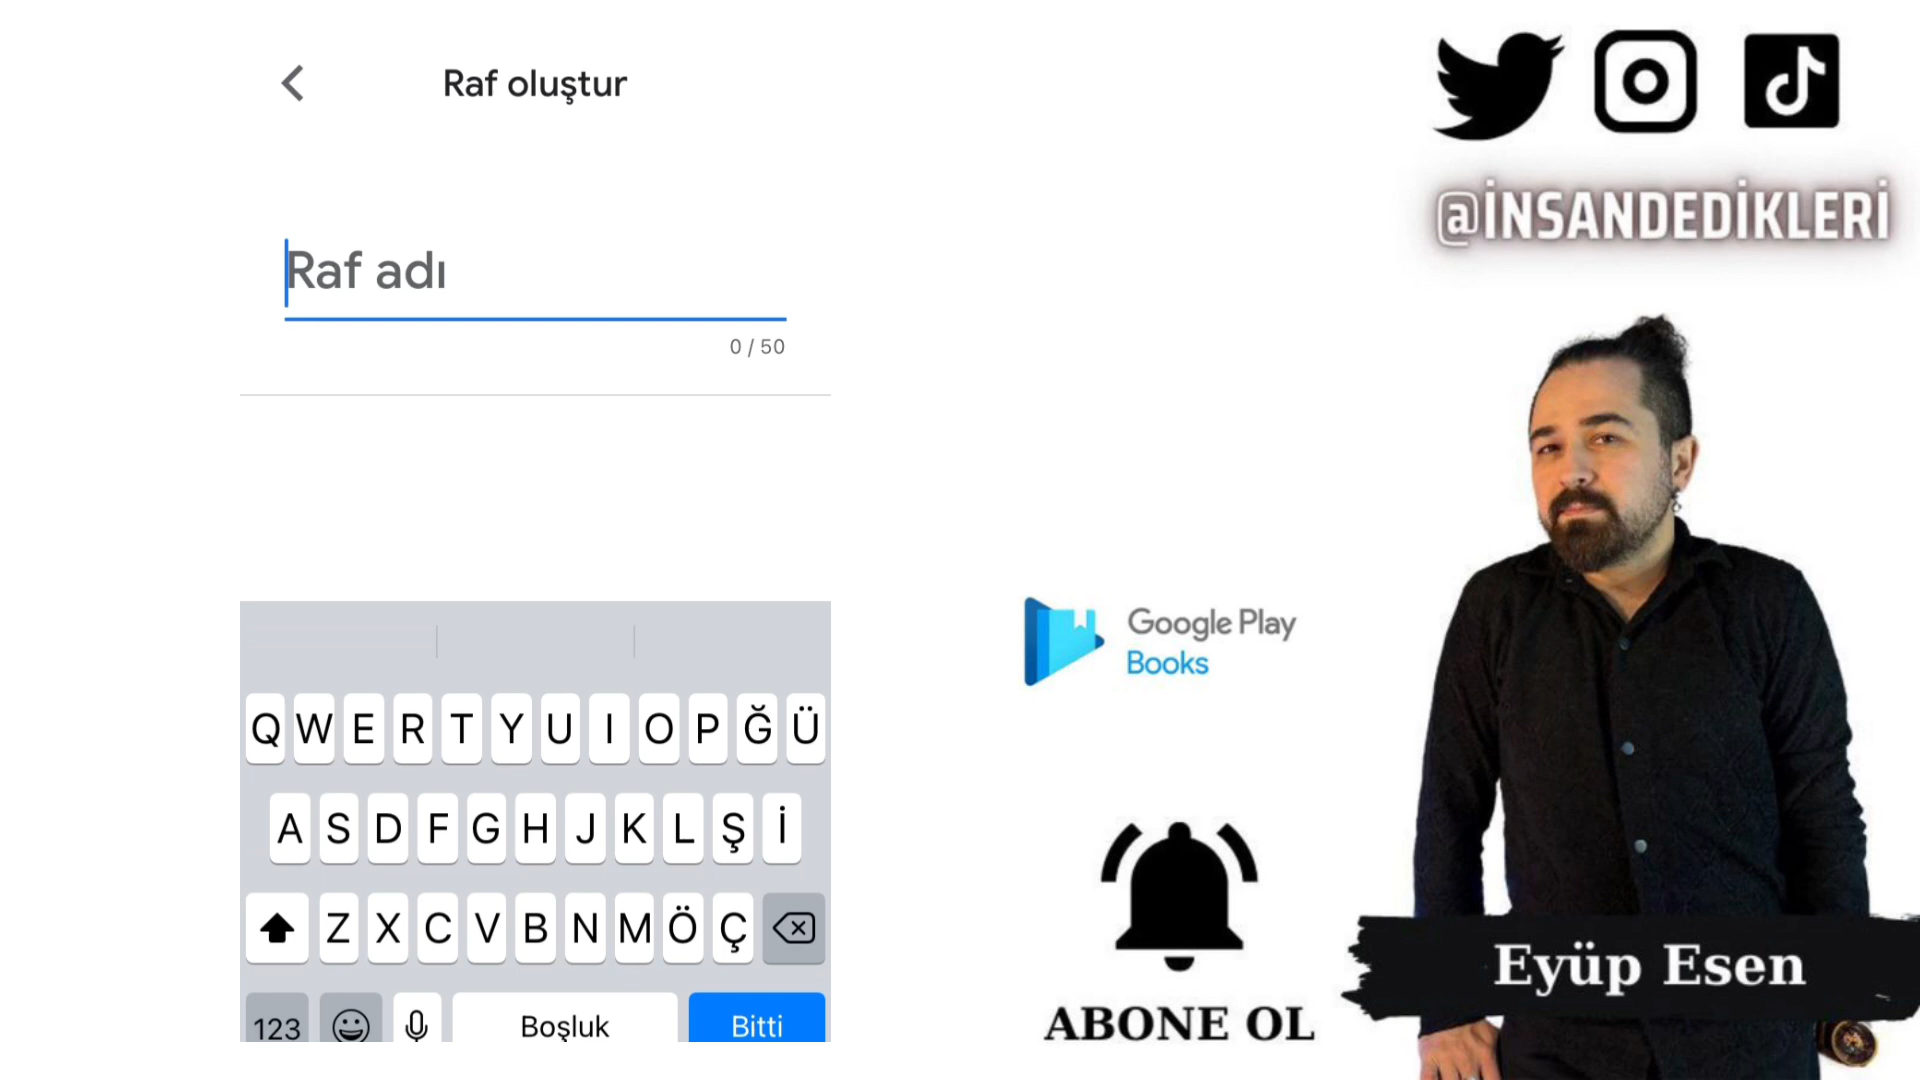 Raf oluştur
Raf adı
0 / 50
Q W E R T Y U I O P Ğ Ü
A S D F G H J K L Ş İ
Z X C V B N M Ö Ç
123 Boşluk Bitti
@İNSANDEDİKLERİ
Google Play
Books
ABONE OL
Eyüp Esen